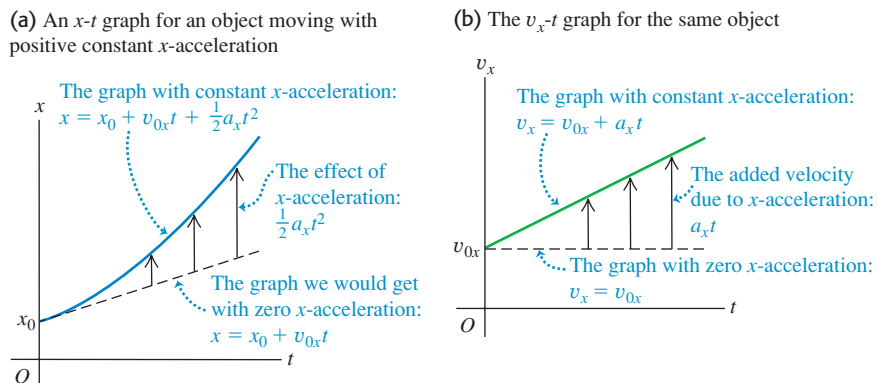 (a) An x-t graph for an object moving with
positive constant x-acceleration
x
The graph with constant x-acceleration:
x = x₀ + v₀ₓt + ½aₓt²
The effect of
x-acceleration:
½aₓt²
The graph we would get
with zero x-acceleration:
x = x₀ + v₀ₓt
x₀
O
t
(b) The vₓ-t graph for the same object
vₓ
The graph with constant x-acceleration:
vₓ = v₀ₓ + aₓt
The added velocity
due to x-acceleration:
aₓt
v₀ₓ
The graph with zero x-acceleration:
vₓ = v₀ₓ
O
t